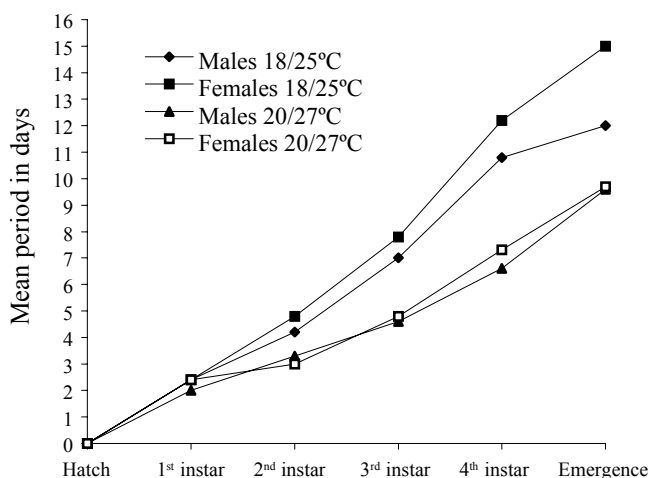 16
15
14
13
12
11
10
9
8
7
6
5
4
3
2
1
0
Mean period in days
Males 18/25ºC
Females 18/25ºC
Males 20/27ºC
Females 20/27ºC
Hatch 1st instar 2nd instar 3rd instar 4th instar Emergence